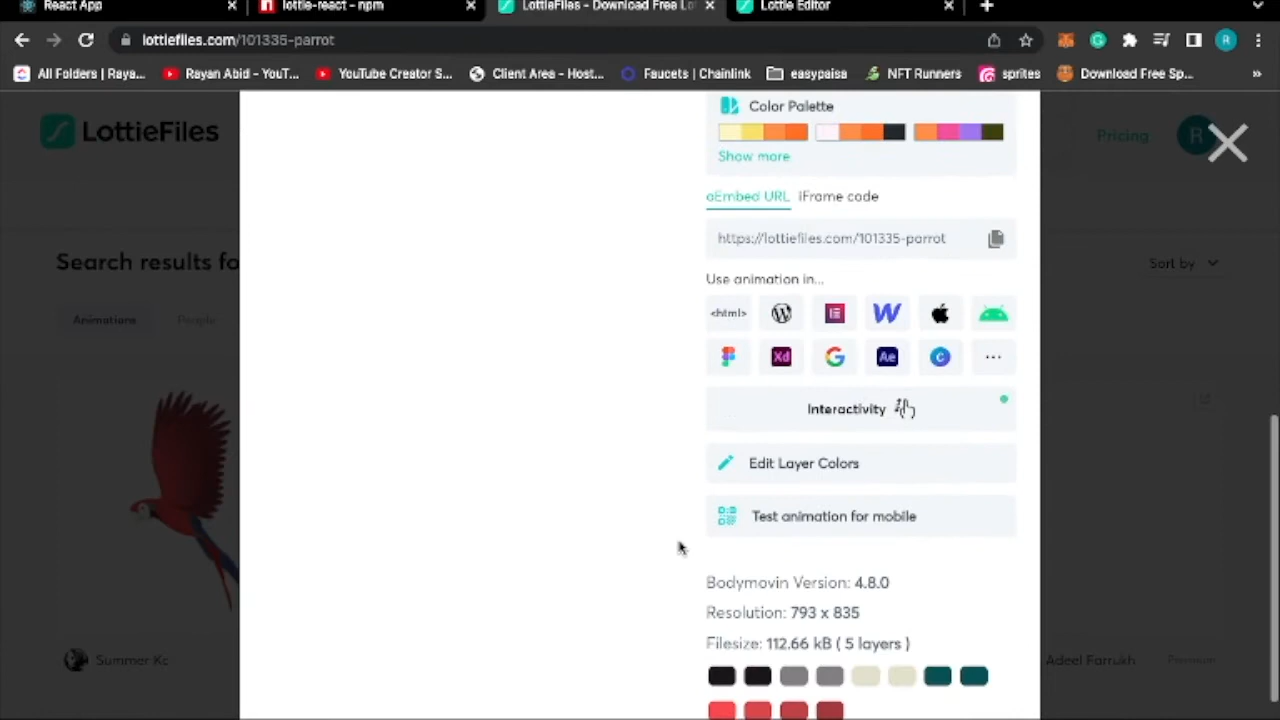 React App
lottie-react - npm
LottieFiles - Download Free Lo
Lottie Editor
lottiefiles.com/101335-parrot
R
All Folders | Raya...
Rayan Abid - YouT...
YouTube Creator S...
Client Area - Host...
Faucets | Chainlink
easypaisa
NFT Runners
sprites
Download Free Sp...
»
LottieFiles
Pricing
R
Search results fo
Sort by
Animations
People
Color Palette
Show more
oEmbed URL
iFrame code
https://lottiefiles.com/101335-parrot
Use animation in...
<html>
Xd
Ae
Interactivity
Edit Layer Colors
Test animation for mobile
Bodymovin Version: 4.8.0
Resolution: 793 x 835
Filesize: 112.66 kB ( 5 layers )
Summer Kc
Adeel Farrukh
Premium